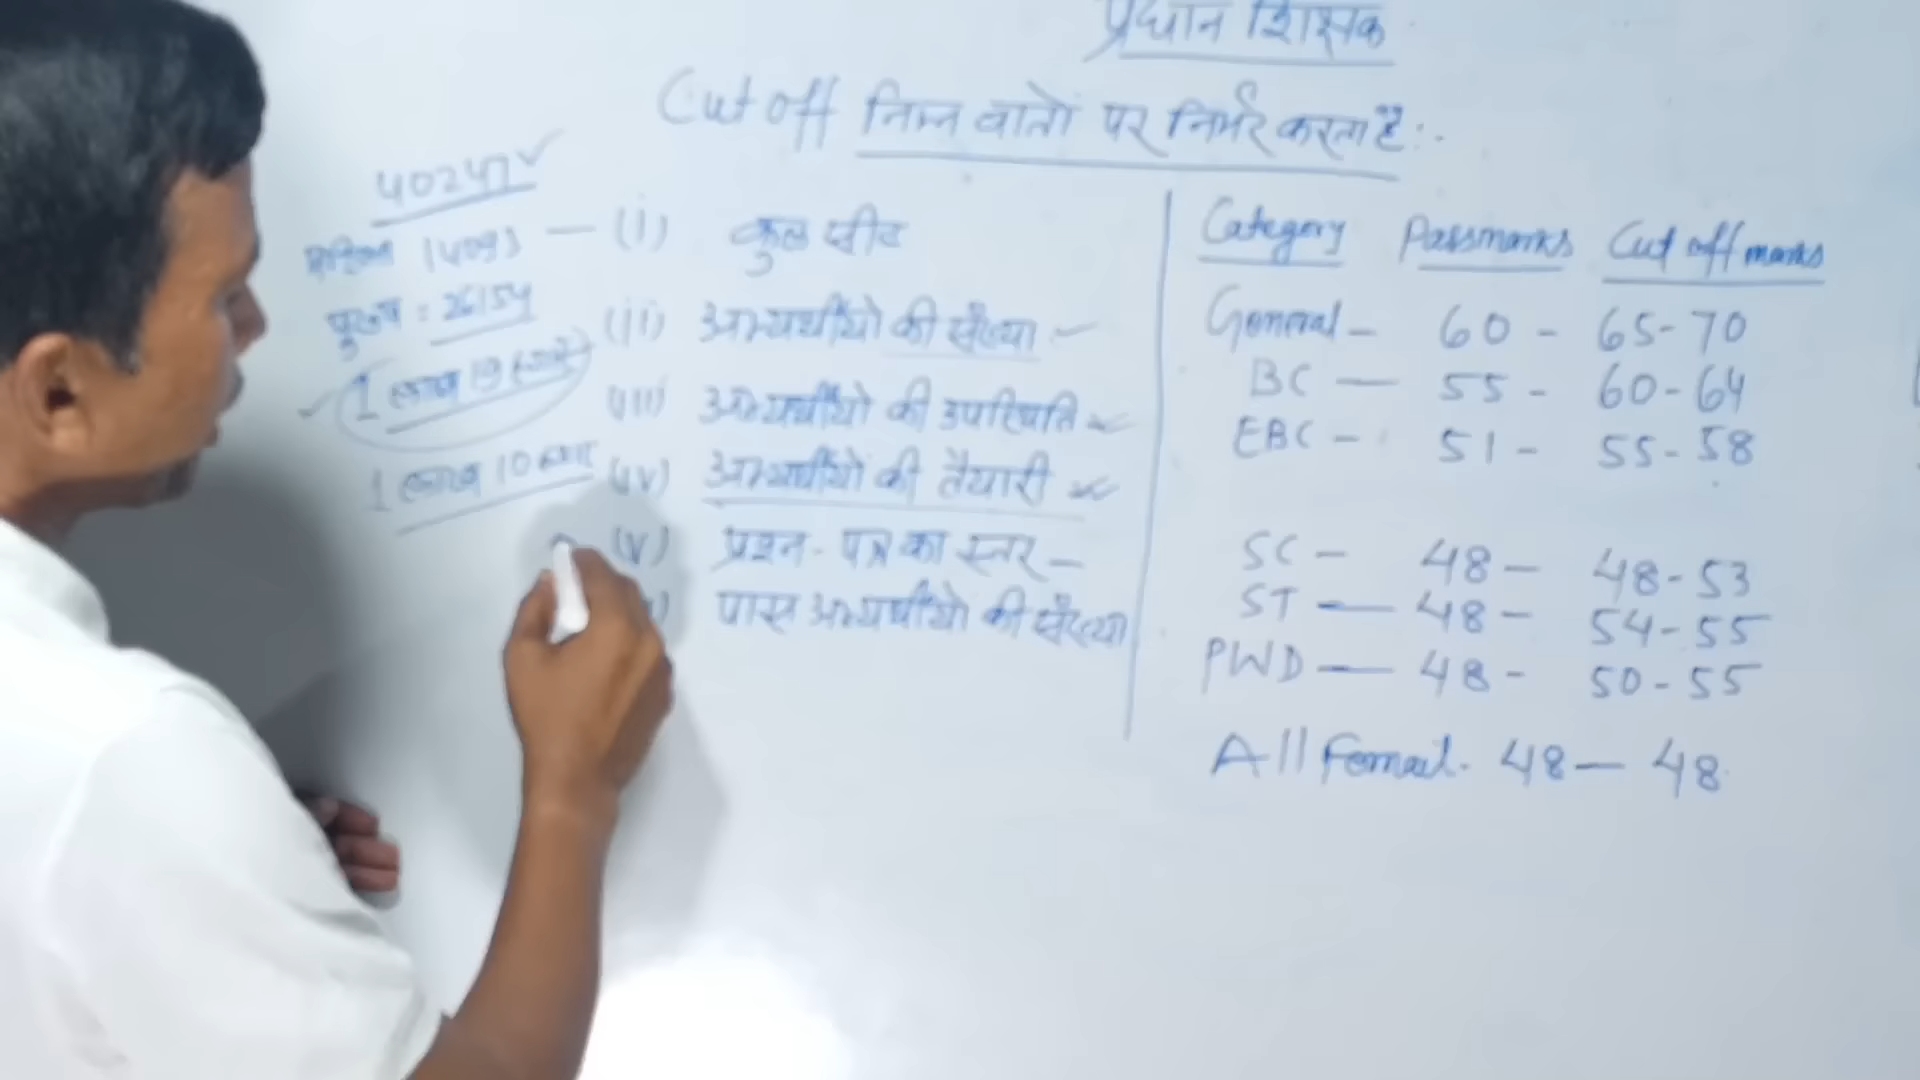 प्रधान शिक्षक
Cut off निम्न बातो पर निर्भर करता है:-
40247
महिला 14093 — (i) कुल सीट
पुरुष : 26154
(ii) अभ्यर्थीयो की सँख्या -
1 लाख 19 हजार
(iii) अभ्यर्थीयो की उपस्थिति
1 लाख 10 हजार
(iv) अभ्यर्थीयों की तैयारी
(v) प्रश्न - पत्र का स्तर -
पास अभ्यर्थीयो की सँख्या
Category Passmarks Cut off marks
General - 60 - 65-70
BC — 55 - 60-64
EBC - 51 - 55-58
SC - 48 - 48-53
ST — 48 - 54-55
PWD — 48 - 50-55
All Femail. 48 — 48